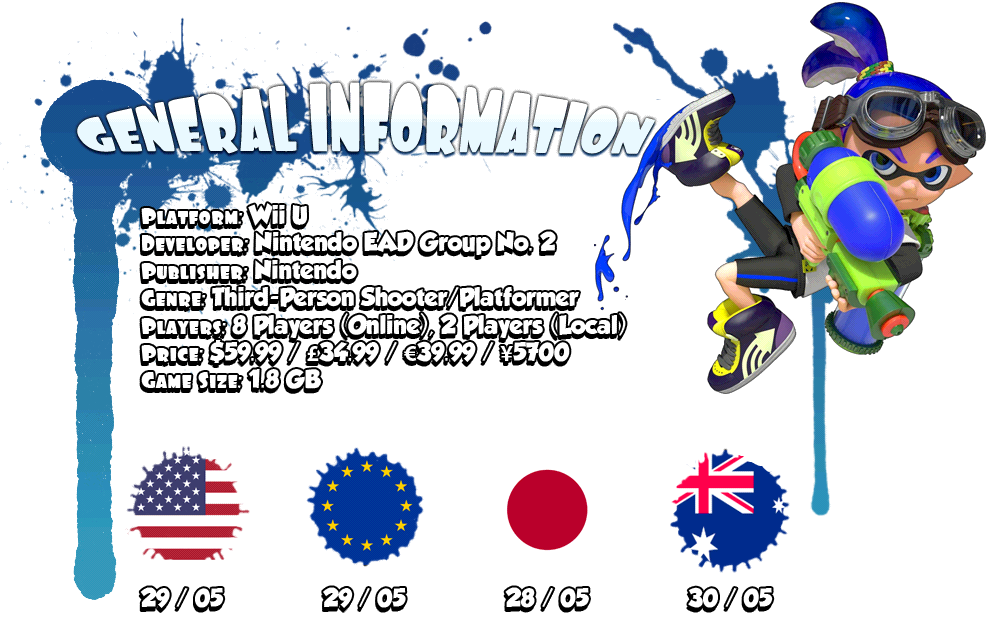 GENERAL INFORMATION
Platform: Wii U
Developer: Nintendo EAD Group No. 2
Publisher: Nintendo
Genre: Third-Person Shooter/Platformer
Players: 8 Players (Online), 2 Players (Local)
Price: $59.99 / £34.99 / €39.99 / ¥5700
Game Size: 1.8 GB
29 / 05
29 / 05
28 / 05
30 / 05